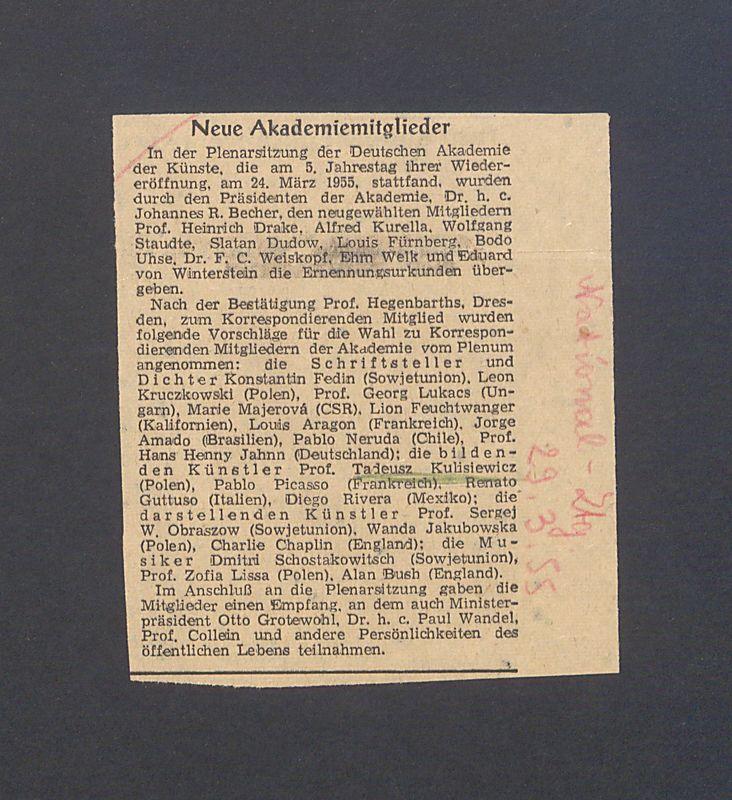 Neue Akademiemitglieder
In der Plenarsitzung der Deutschen Akademie
der Künste, die am 5. Jahrestag ihrer Wieder-
eröffnung, am 24. März 1955, stattfand, wurden
durch den Präsidenten der Akademie, Dr. h. c.
Johannes R. Becher, den neugewählten Mitgliedern
Prof. Heinrich Drake, Alfred Kurella, Wolfgang
Staudte, Slatan Dudow, Louis Fürnberg, Bodo
Uhse, Dr. F. C. Weiskopf, Ehm Welk und Eduard
von Winterstein die Ernennungsurkunden über-
geben.
Nach der Bestätigung Prof. Hegenbarths, Dres-
den, zum Korrespondierenden Mitglied wurden
folgende Vorschläge für die Wahl zu Korrespon-
dierenden Mitgliedern der Akademie vom Plenum
angenommen: die Schriftsteller und
Dichter Konstantin Fedin (Sowjetunion), Leon
Kruczkowski (Polen), Prof. Georg Lukacs (Un-
garn), Marie Majerová (CSR), Lion Feuchtwanger
(Kalifornien), Louis Aragon (Frankreich), Jorge
Amado (Brasilien), Pablo Neruda (Chile), Prof.
Hans Henny Jahnn (Deutschland); die bilden-
den Künstler Prof. Tadeusz Kulisiewicz
(Polen), Pablo Picasso (Frankreich), Renato
Guttuso (Italien), Diego Rivera (Mexiko); die
darstellenden Künstler Prof. Sergej
W. Obraszow (Sowjetunion), Wanda Jakubowska
(Polen), Charlie Chaplin (England); die Mu-
siker Dmitri Schostakowitsch (Sowjetunion),
Prof. Zofia Lissa (Polen), Alan Bush (England).
Im Anschluß an die Plenarsitzung gaben die
Mitglieder einen Empfang, an dem auch Minister-
präsident Otto Grotewohl, Dr. h. c. Paul Wandel,
Prof. Collein und andere Persönlichkeiten des
öffentlichen Lebens teilnahmen.
National-Ztg
29.3.55